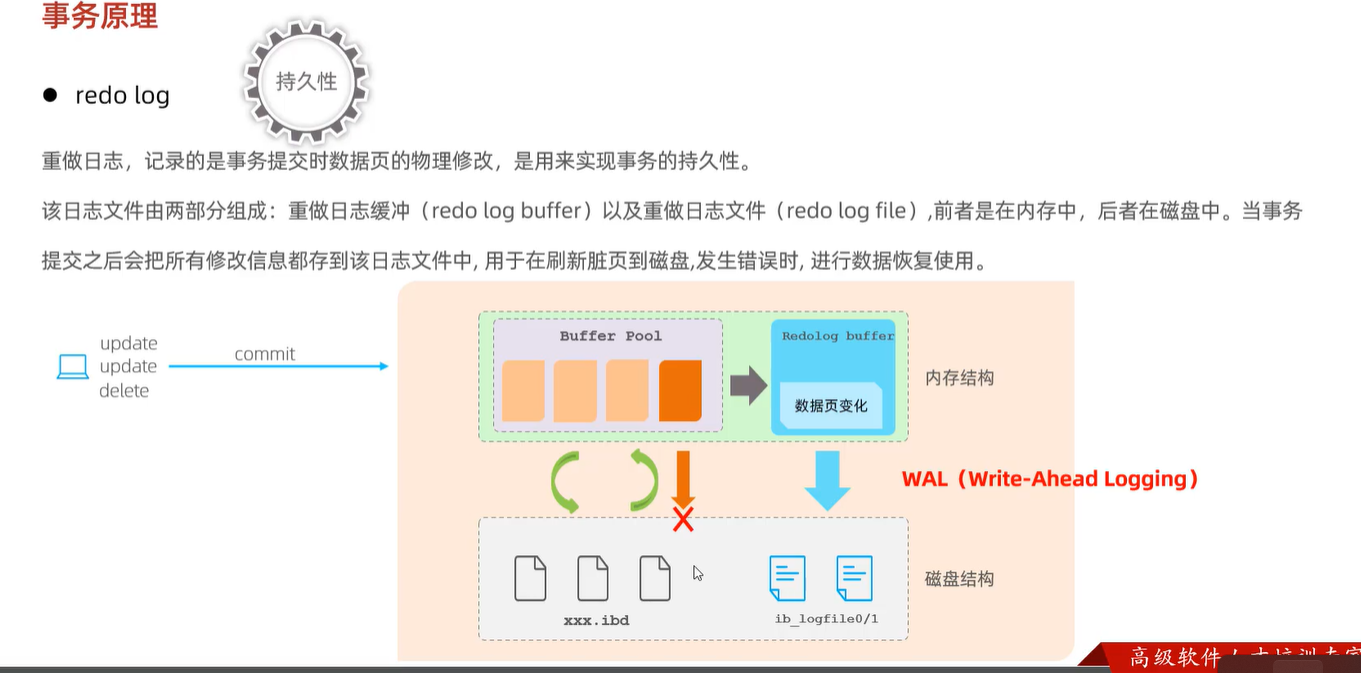 事务原理
持久性
● redo log
重做日志，记录的是事务提交时数据页的物理修改，是用来实现事务的持久性。
该日志文件由两部分组成：重做日志缓冲（redo log buffer）以及重做日志文件（redo log file）,前者是在内存中，后者在磁盘中。当事务
提交之后会把所有修改信息都存到该日志文件中, 用于在刷新脏页到磁盘,发生错误时, 进行数据恢复使用。
update
update
delete
commit
Buffer Pool
Redolog buffer
数据页变化
内存结构
WAL（Write-Ahead Logging）
xxx.ibd
ib_logfile0/1
磁盘结构
高级软件人才培训专家